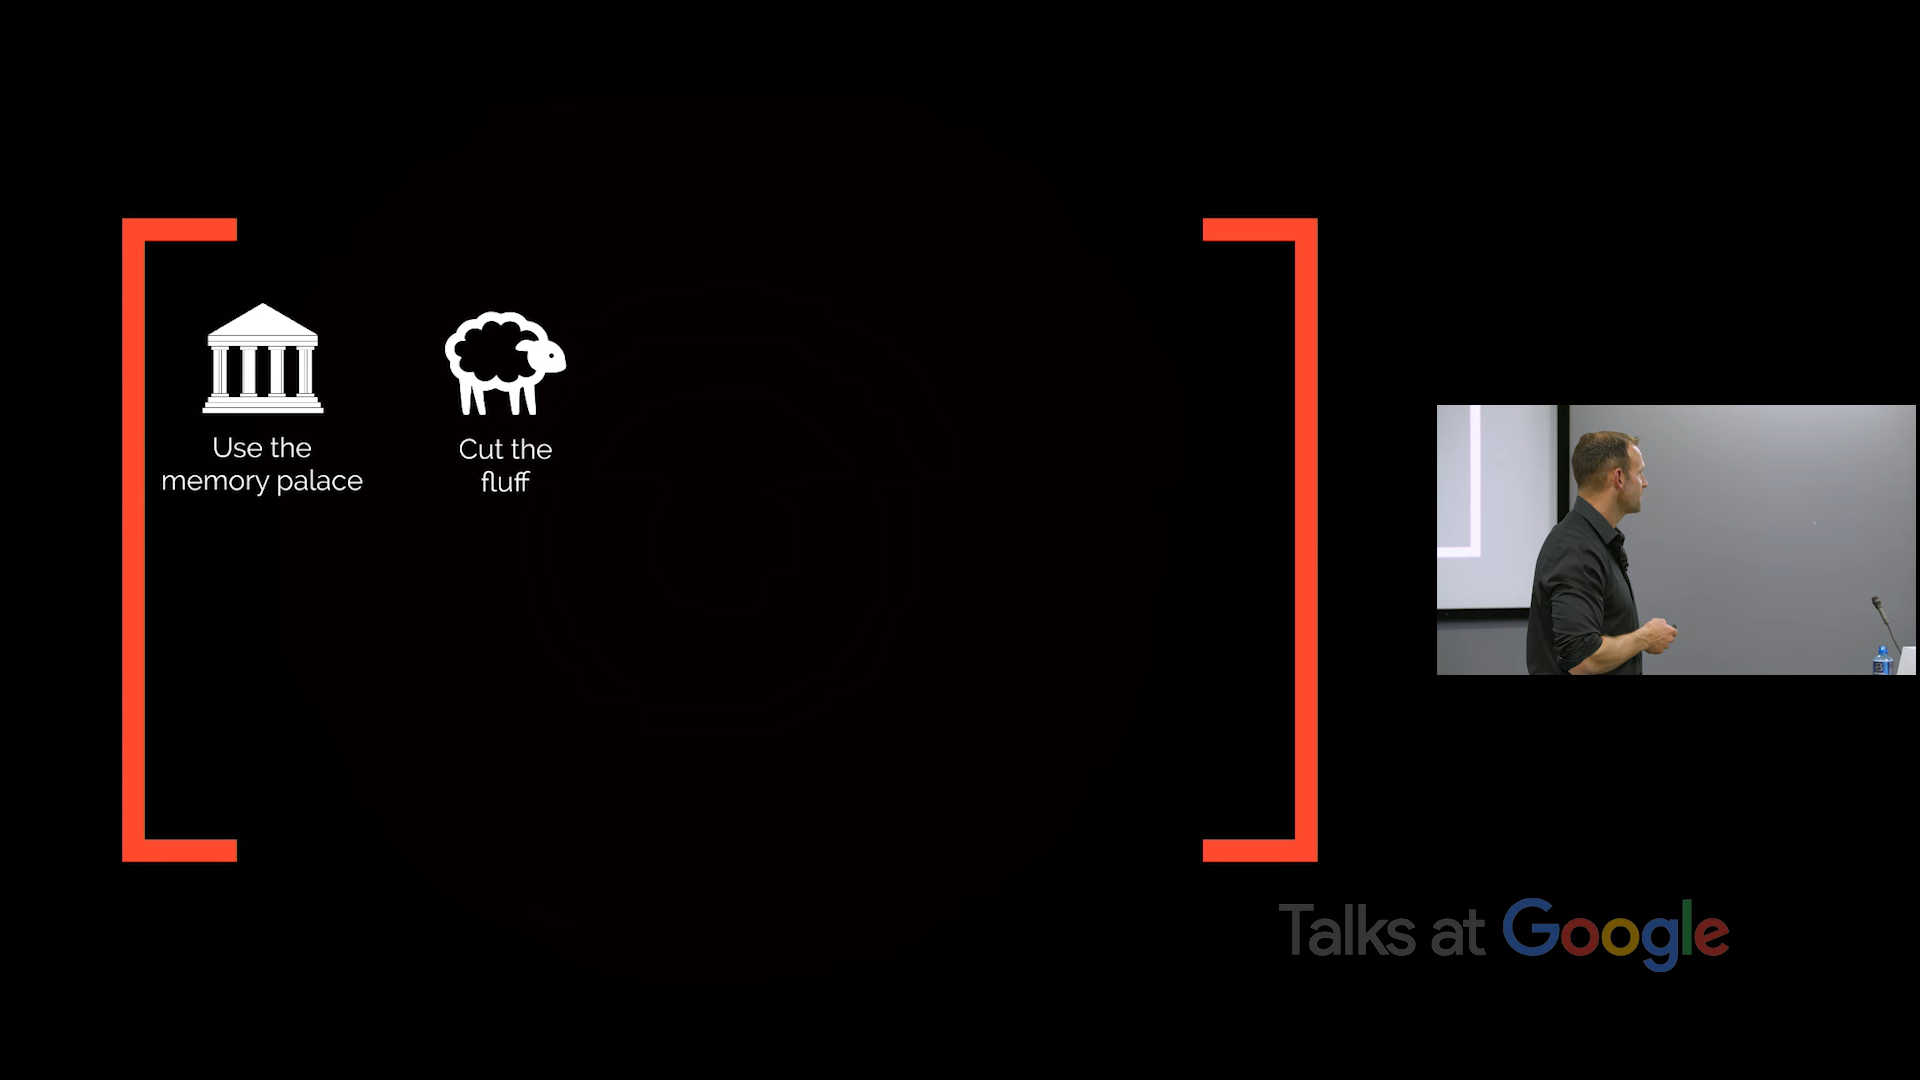 Use the
memory palace
Cut the
fluff
Talks at Google